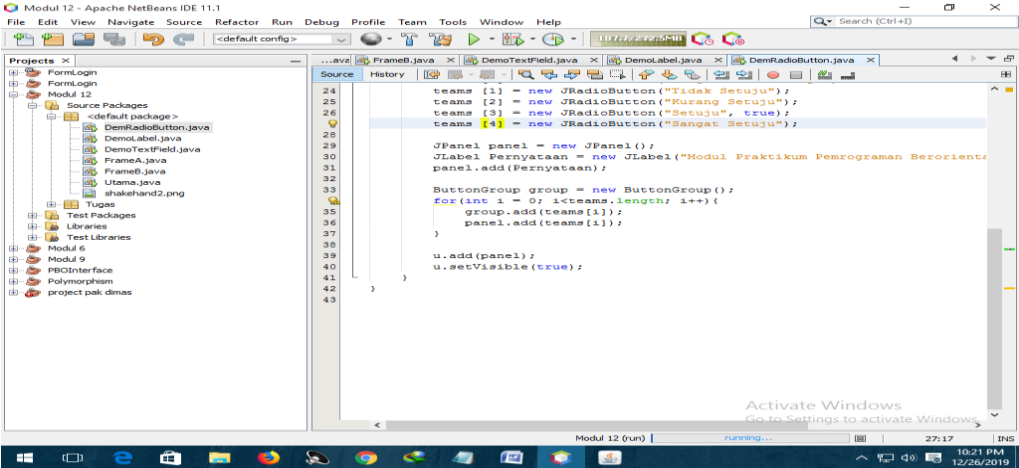 Modul 12 - Apache NetBeans IDE 11.1
File Edit View Navigate Source Refactor Run Debug Profile Team Tools Window Help
Search (Ctrl+I)
<default config>
107.7/272.5MB
Projects
FormLogin
FormLogin
Modul 12
Source Packages
<default package>
DemRadioButton.java
DemoLabel.java
DemoTextField.java
FrameA.java
FrameB.java
Utama.java
shakehand2.png
Tugas
Test Packages
Libraries
Test Libraries
Modul 6
Modul 9
PBOInterface
Polymorphism
project pak dimas
...ava FrameB.java DemoTextField.java DemoLabel.java DemRadioButton.java
Source History
24 teams [1] = new JRadioButton("Tidak Setuju");
25 teams [2] = new JRadioButton("Kurang Setuju");
26 teams [3] = new JRadioButton("Setuju", true);
teams [4] = new JRadioButton("Sangat Setuju");
28
29 JPanel panel = new JPanel();
30 JLabel Pernyataan = new JLabel("Modul Praktikum Pemrograman Berorienta
31 panel.add(Pernyataan);
32
33 ButtonGroup group = new ButtonGroup();
for(int i = 0; i<teams.length; i++){
35 group.add(teams[i]);
36 panel.add(teams[i]);
37 }
38
39 u.add(panel);
40 u.setVisible(true);
41 }
42 }
43
Activate Windows
Go to Settings to activate Windows.
Modul 12 (run) running... 27:17 INS
10:21 PM
12/26/2019